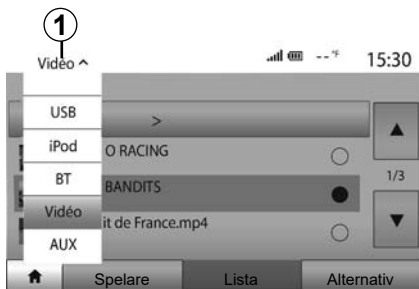 1
Vidéo ^ --°F 15:30
USB
>
iPod O RACING
BT 1/3
BANDITS
Vidéo
it de France.mp4
AUX
Spelare Lista Alternativ